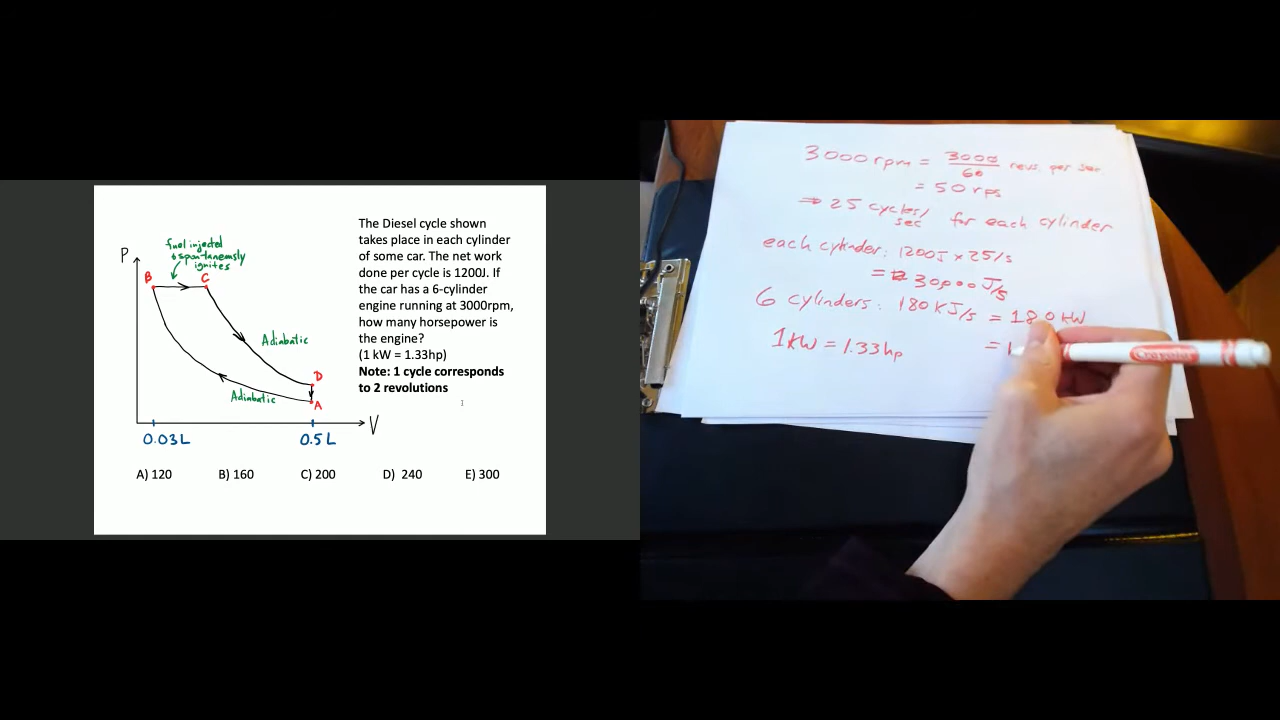 P
fuel injected
& spontaneously
ignites
B
C
Adiabatic
D
Adiabatic
A
V
0.03L
0.5L
The Diesel cycle shown
takes place in each cylinder
of some car. The net work
done per cycle is 1200J. If
the car has a 6-cylinder
engine running at 3000rpm,
how many horsepower is
the engine?
(1 kW = 1.33hp)
Note: 1 cycle corresponds
to 2 revolutions
A) 120 B) 160 C) 200 D) 240 E) 300
3000 rpm = 3000/60 revs. per sec
= 50 rps
⇒ 25 cycles/sec for each cylinder
each cylinder: 1200J × 25/s
= 30000 J/s
6 cylinders: 180kJ/s = 180 kW
1kW = 1.33hp =
Crayola